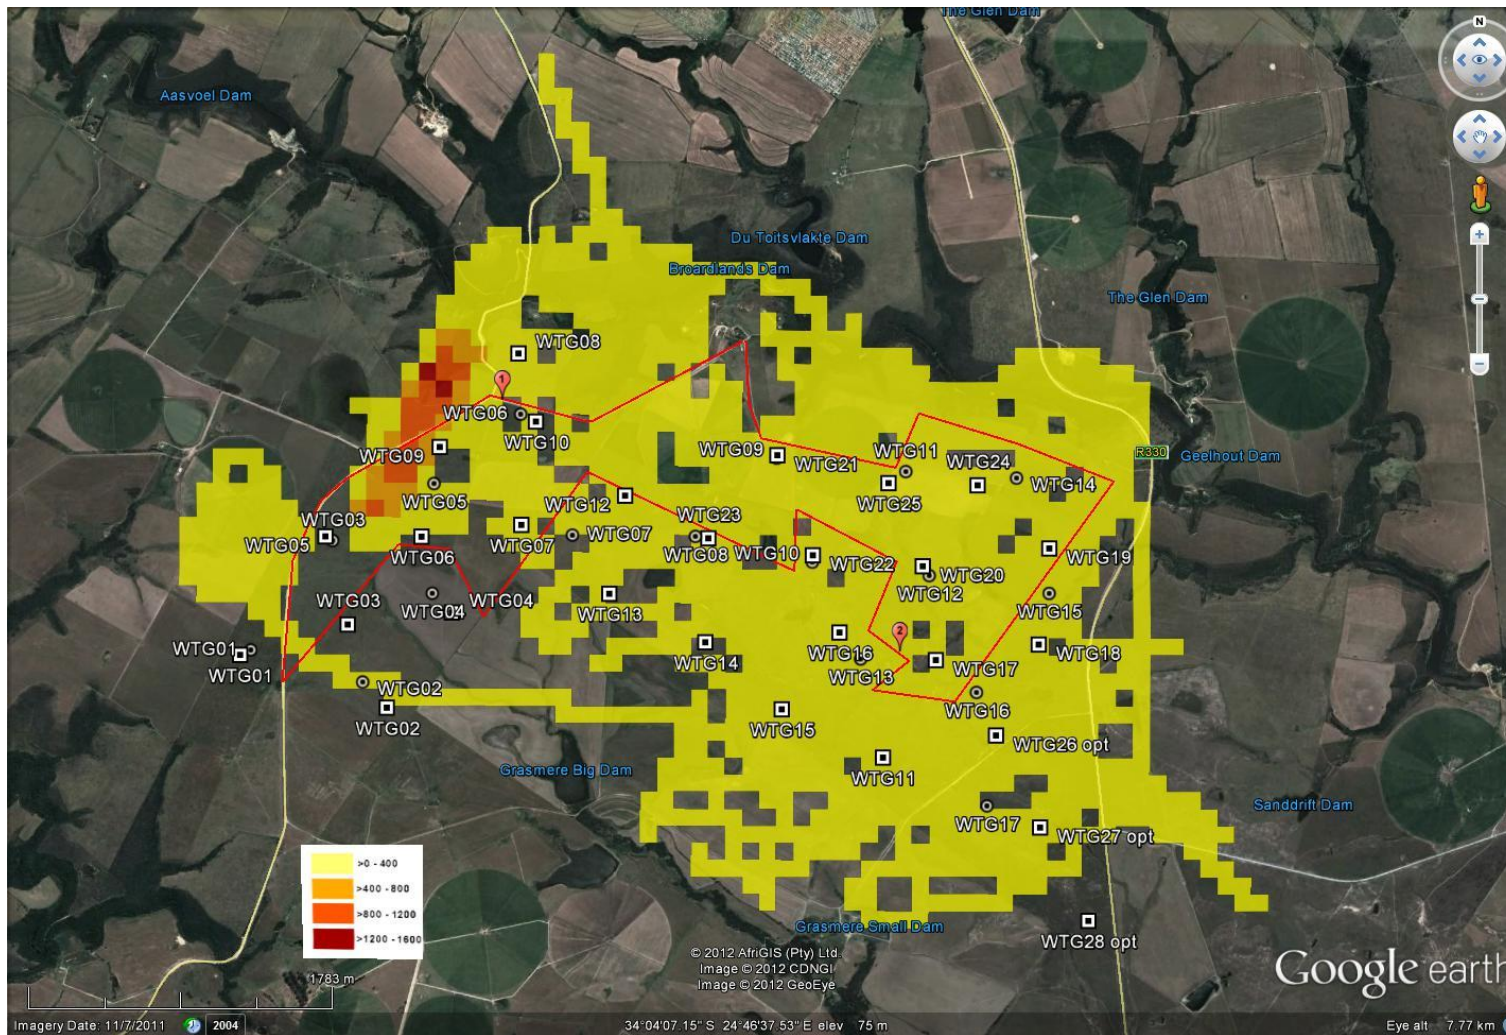 The Glen Dam
N
Aasvoel Dam
Du Toitsvlakte Dam
Broardlands Dam
The Glen Dam
WTG08
1
WTG06
WTG10
WTG09
WTG09
WTG21
WTG11
WTG24
R330
Geelhout Dam
WTG05
WTG12
WTG25
WTG14
WTG03
WTG05
WTG06
WTG07
WTG07
WTG23
WTG08
WTG10
WTG22
WTG19
WTG20
WTG12
WTG03
WTG04
WTG13
WTG15
2
WTG01
WTG01
WTG14
WTG16
WTG13
WTG17
WTG18
WTG02
WTG02
WTG16
WTG15
WTG26 opt
WTG11
Grasmere Big Dam
WTG17
WTG27 opt
Sanddrift Dam
>0 - 400
>400 - 800
>800 - 1200
>1200 - 1600
Grasmere Small Dam
WTG28 opt
© 2012 AfriGIS (Pty) Ltd.
Image © 2012 CDNGI
Image © 2012 GeoEye
Google earth
1783 m
Imagery Date: 11/7/2011
2004
34°04'07.15" S 24°46'37.53" E elev 75 m
Eye alt 7.77 km